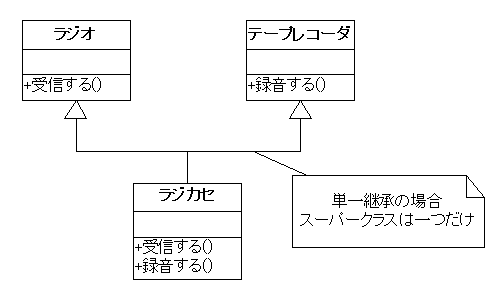 ラジオ
+受信する()
テープレコーダ
+録音する()
ラジカセ
+受信する()
+録音する()
単一継承の場合
スーパークラスは一つだけ